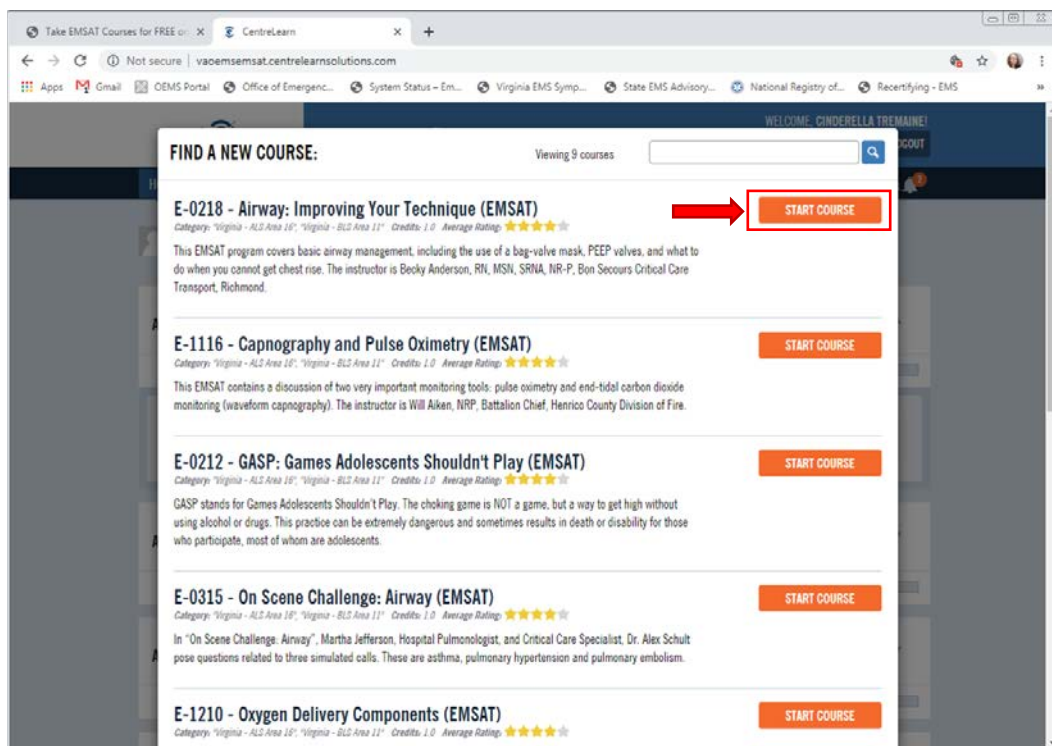 Take EMSAT Courses for FREE on
CentreLearn
Not secure | vaoemsemsat.centrelearnsolutions.com
Apps
Gmail
OEMS Portal
Office of Emergenc...
System Status – Em...
Virginia EMS Symp...
State EMS Advisory...
National Registry of...
Recertifying - EMS
WELCOME, CINDERELLA TREMAINE!
FIND A NEW COURSE:
Viewing 9 courses
E-0218 - Airway: Improving Your Technique (EMSAT)
START COURSE
Category: "Virginia - ALS Area 16", "Virginia - BLS Area 11" Credits: 1.0 Average Rating:
This EMSAT program covers basic airway management, including the use of a bag-valve mask, PEEP valves, and what to
do when you cannot get chest rise. The instructor is Becky Anderson, RN, MSN, SRNA, NR-P, Bon Secours Critical Care
Transport, Richmond.
E-1116 - Capnography and Pulse Oximetry (EMSAT)
START COURSE
Category: "Virginia - ALS Area 16", "Virginia - BLS Area 11" Credits: 1.0 Average Rating:
This EMSAT contains a discussion of two very important monitoring tools: pulse oximetry and end-tidal carbon dioxide
monitoring (waveform capnography). The instructor is Will Aiken, NRP, Battalion Chief, Henrico County Division of Fire.
E-0212 - GASP: Games Adolescents Shouldn't Play (EMSAT)
START COURSE
Category: "Virginia - ALS Area 16", "Virginia - BLS Area 11" Credits: 1.0 Average Rating:
GASP stands for Games Adolescents Shouldn't Play. The choking game is NOT a game, but a way to get high without
using alcohol or drugs. This practice can be extremely dangerous and sometimes results in death or disability for those
who participate, most of whom are adolescents.
E-0315 - On Scene Challenge: Airway (EMSAT)
START COURSE
Category: "Virginia - ALS Area 16", "Virginia - BLS Area 11" Credits: 1.0 Average Rating:
In "On Scene Challenge: Airway", Martha Jefferson, Hospital Pulmonologist, and Critical Care Specialist, Dr. Alex Schult
pose questions related to three simulated calls. These are asthma, pulmonary hypertension and pulmonary embolism.
E-1210 - Oxygen Delivery Components (EMSAT)
START COURSE
Category: "Virginia - ALS Area 16", "Virginia - BLS Area 11" Credits: 1.0 Average Rating: